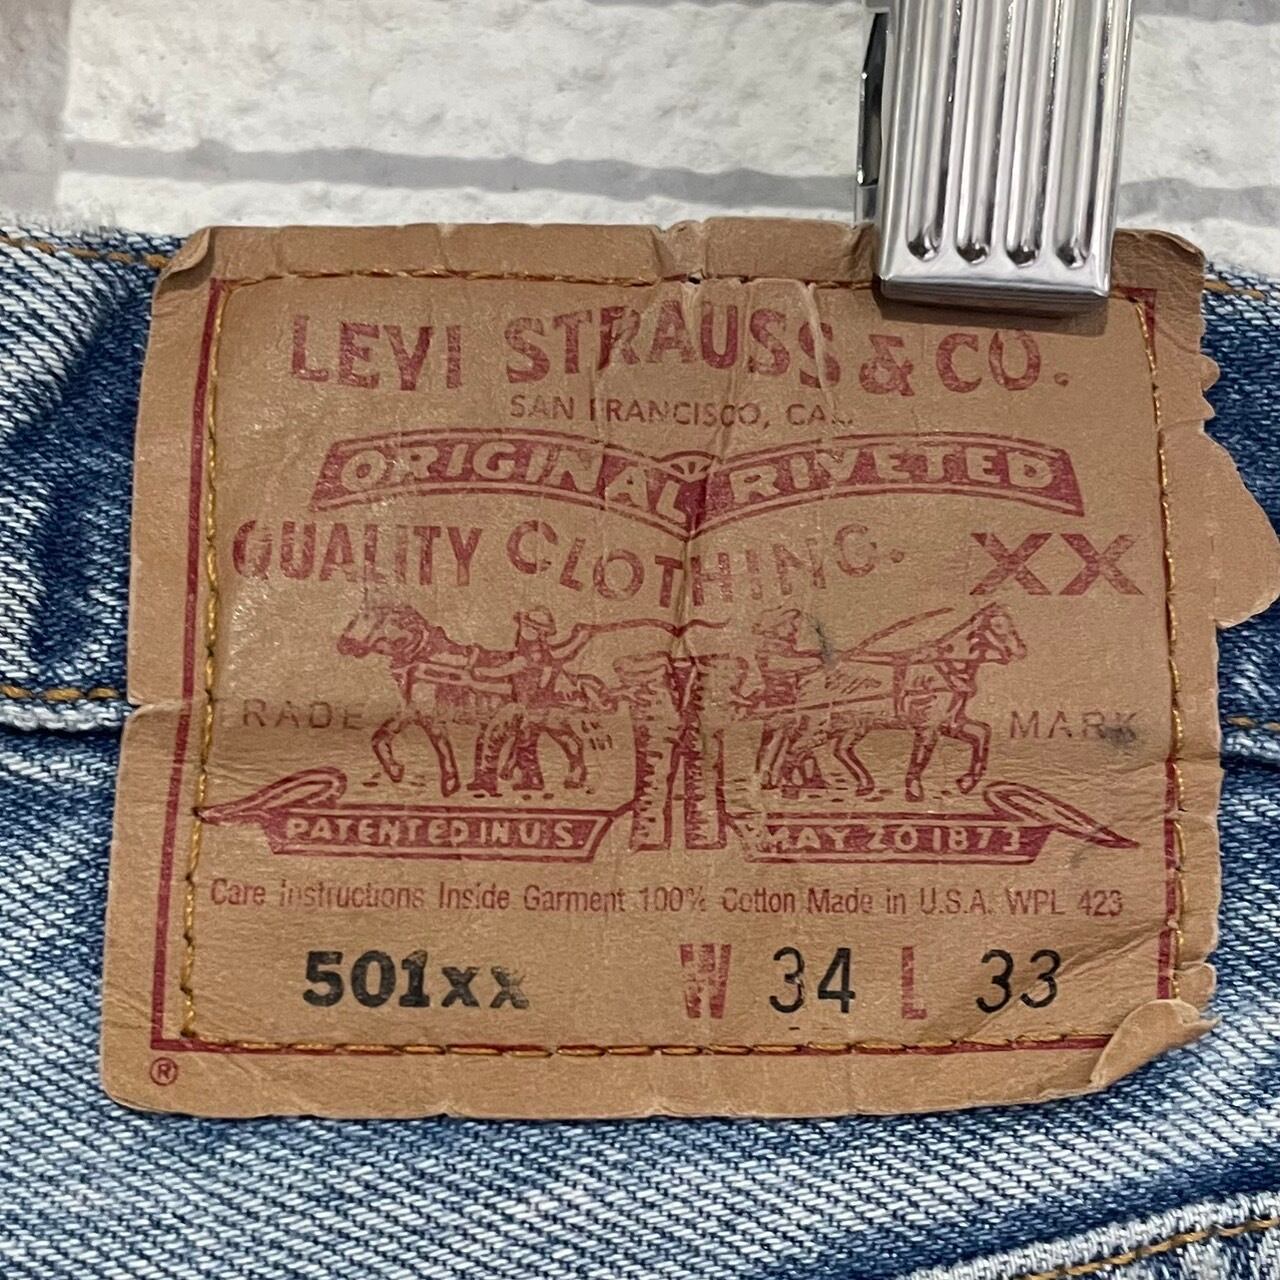 LEVI STRAUSS & CO.
SAN FRANCISCO, CAL.
ORIGINAL RIVETED
QUALITY CLOTHING. XX
TRADE MARK
PATENTED IN U.S. MAY 20 1873
Care Instructions Inside Garment 100% Cotton Made in U.S.A. WPL 423
501xx W 34 L 33
®